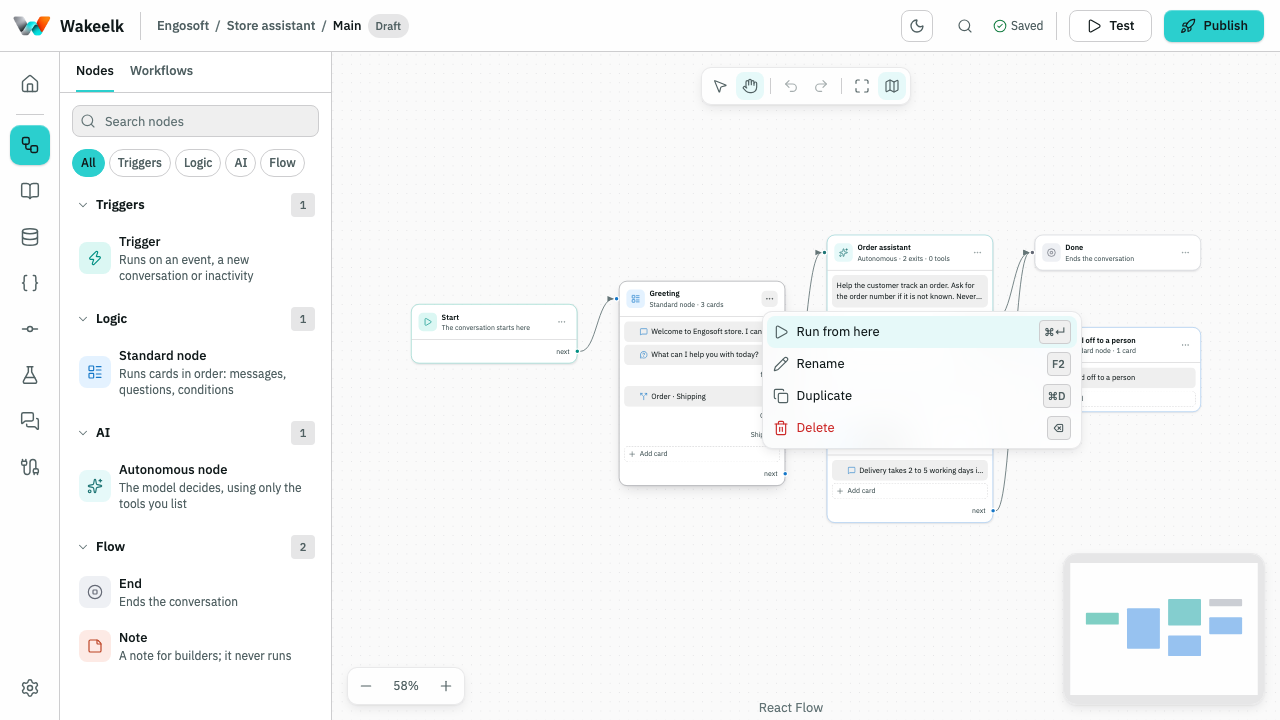 Wakeelk
Engosoft / Store assistant / Main Draft
Saved
Test
Publish
Nodes
Workflows
Search nodes
All
Triggers
Logic
AI
Flow
Triggers 1
Trigger
Runs on an event, a new
conversation or inactivity
Logic 1
Standard node
Runs cards in order: messages,
questions, conditions
AI 1
Autonomous node
The model decides, using only the
tools you list
Flow 2
End
Ends the conversation
Note
A note for builders; it never runs
Start
The conversation starts here
next
Greeting
Standard node · 3 cards
Welcome to Engosoft store. I can
What can I help you with today?
Order · Shipping
Add card
next
Order assistant
Autonomous · 2 exits · 0 tools
Help the customer track an order. Ask for
the order number if it is not known. Never...
Done
Ends the conversation
Run from here ⌘↵
Rename F2
Duplicate ⌘D
Delete ⌫
off to a person
node · 1 card
off to a person
Delivery takes 2 to 5 working days i...
Add card
next
58%
React Flow